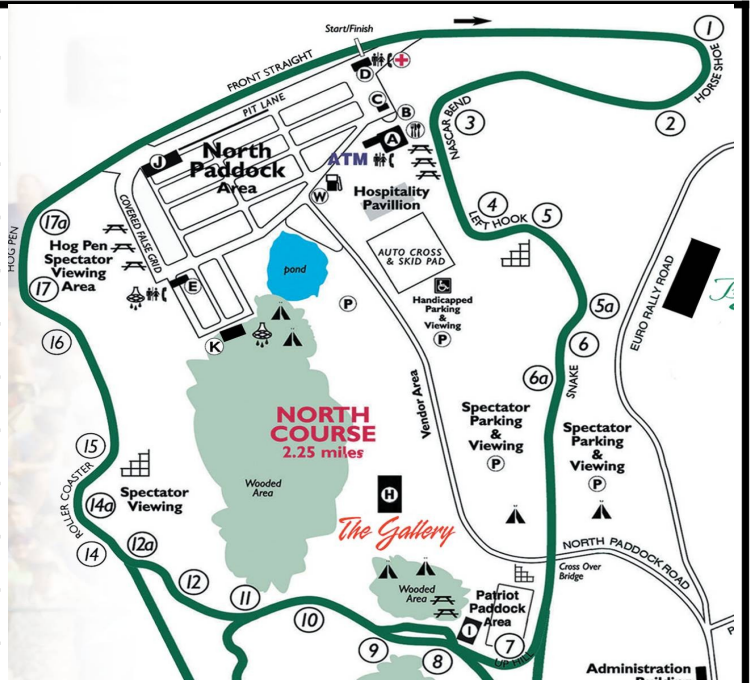 Start/Finish
1
HORSE SHOE
FRONT STRAIGHT
D
PIT LANE
C
B
2
3
NASCAR BEND
A
J
North
Paddock
Area
ATM
W
Hospitality
Pavillion
4
LEFT HOOK
5
17a
HOG PEN
Hog Pen
Spectator
Viewing
Area
COVERED FALSE GRID
AUTO CROSS
& SKID PAD
pond
E
17
P
Handicapped
Parking
&
Viewing
P
5a
EURO RALLY ROAD
16
K
6
6a
SNAKE
Vendor Area
NORTH
COURSE
2.25 miles
Spectator
Parking
&
Viewing
P
Spectator
Parking
&
Viewing
P
15
ROLLER COASTER
Wooded
Area
H
Spectator
Viewing
14a
The Gallery
14
12a
NORTH PADDOCK ROAD
Cross Over
Bridge
12
11
10
Wooded
Area
Patriot
Paddock
Area
I
7
UP HILL
9
8
Administration